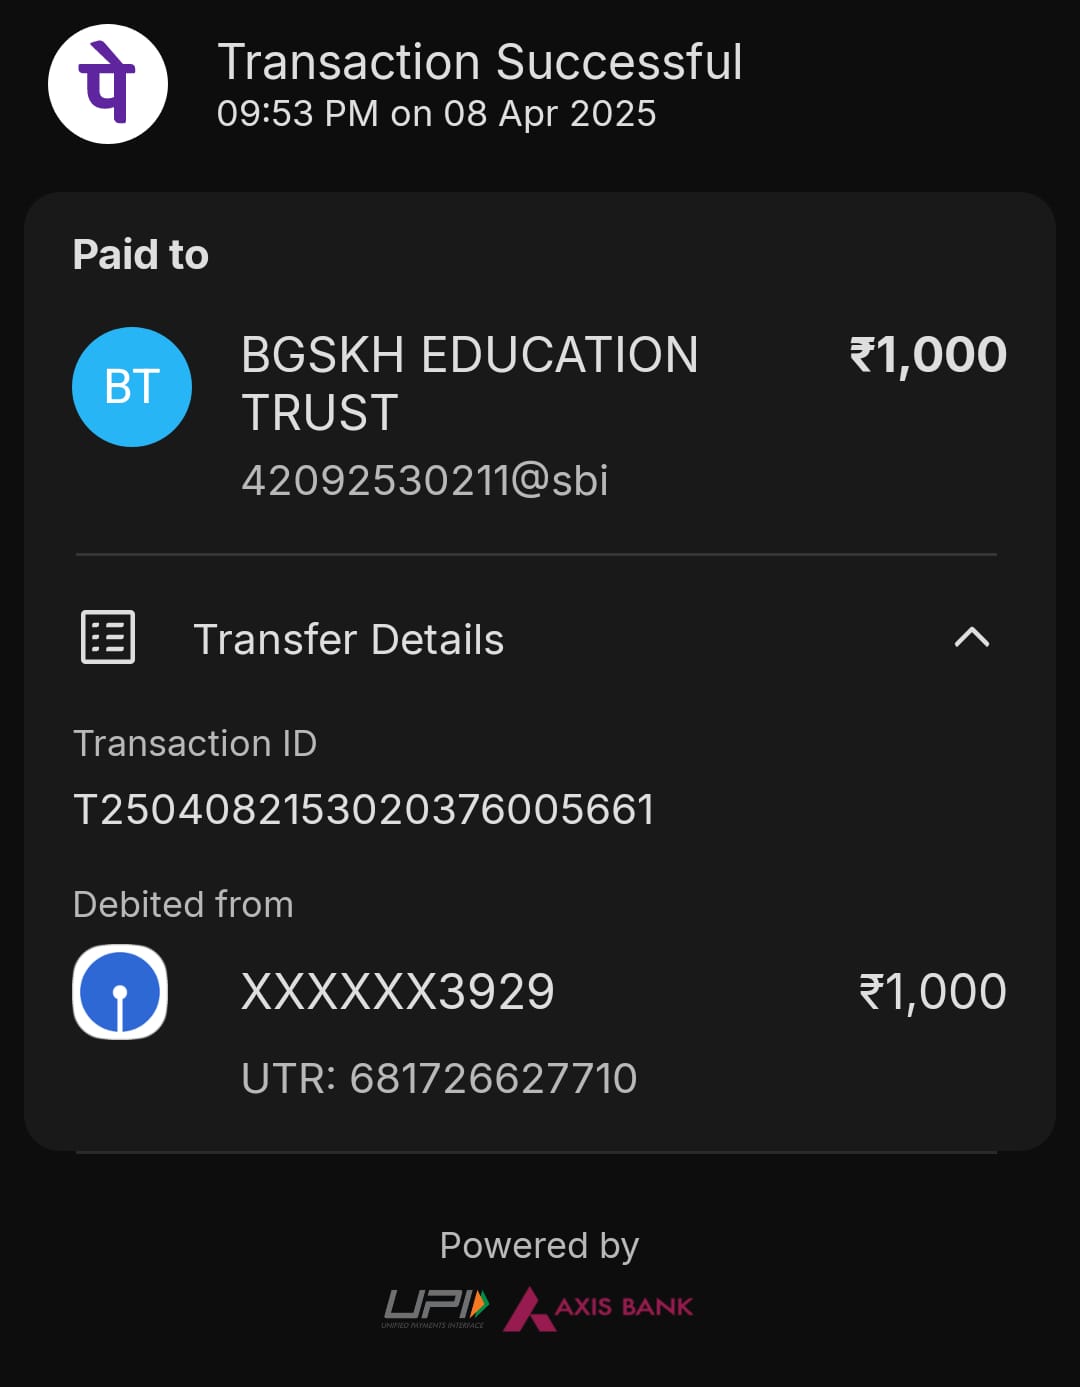 पे
Transaction Successful
09:53 PM on 08 Apr 2025
Paid to
BT
BGSKH EDUCATION
TRUST
₹1,000
42092530211@sbi
Transfer Details
Transaction ID
T2504082153020376005661
Debited from
XXXXXX3929
₹1,000
UTR: 681726627710
Powered by
UPI
UNIFIED PAYMENTS INTERFACE
AXIS BANK